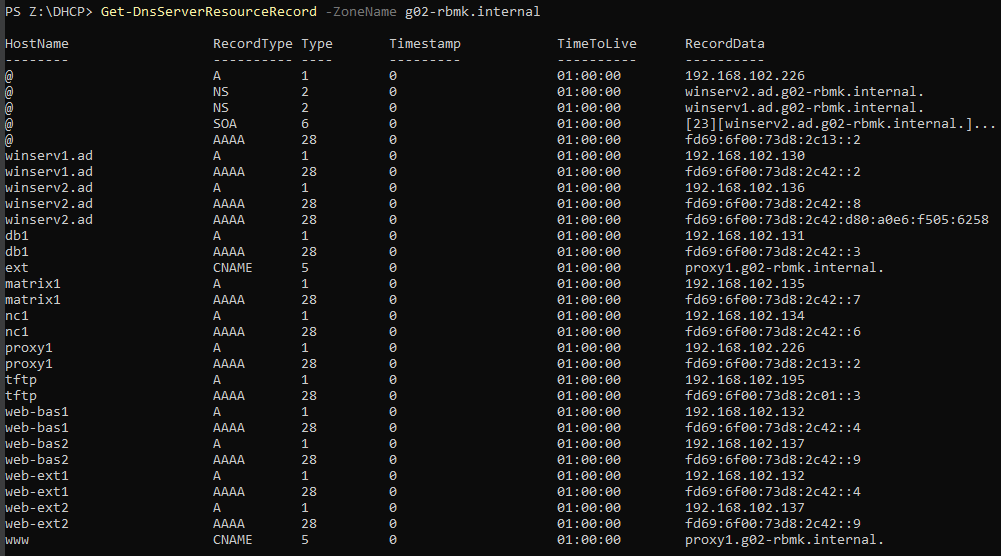 PS Z:\DHCP> Get-DnsServerResourceRecord -ZoneName g02-rbmk.internal
HostName RecordType Type Timestamp TimeToLive RecordData
-------- ---------- ---- --------- ---------- ----------
@ A 1 0 01:00:00 192.168.102.226
@ NS 2 0 01:00:00 winserv2.ad.g02-rbmk.internal.
@ NS 2 0 01:00:00 winserv1.ad.g02-rbmk.internal.
@ SOA 6 0 01:00:00 [23][winserv2.ad.g02-rbmk.internal.]...
@ AAAA 28 0 01:00:00 fd69:6f00:73d8:2c13::2
winserv1.ad A 1 0 01:00:00 192.168.102.130
winserv1.ad AAAA 28 0 01:00:00 fd69:6f00:73d8:2c42::2
winserv2.ad A 1 0 01:00:00 192.168.102.136
winserv2.ad AAAA 28 0 01:00:00 fd69:6f00:73d8:2c42::8
winserv2.ad AAAA 28 0 01:00:00 fd69:6f00:73d8:2c42:d80:a0e6:f505:6258
db1 A 1 0 01:00:00 192.168.102.131
db1 AAAA 28 0 01:00:00 fd69:6f00:73d8:2c42::3
ext CNAME 5 0 01:00:00 proxy1.g02-rbmk.internal.
matrix1 A 1 0 01:00:00 192.168.102.135
matrix1 AAAA 28 0 01:00:00 fd69:6f00:73d8:2c42::7
nc1 A 1 0 01:00:00 192.168.102.134
nc1 AAAA 28 0 01:00:00 fd69:6f00:73d8:2c42::6
proxy1 A 1 0 01:00:00 192.168.102.226
proxy1 AAAA 28 0 01:00:00 fd69:6f00:73d8:2c13::2
tftp A 1 0 01:00:00 192.168.102.195
tftp AAAA 28 0 01:00:00 fd69:6f00:73d8:2c01::3
web-bas1 A 1 0 01:00:00 192.168.102.132
web-bas1 AAAA 28 0 01:00:00 fd69:6f00:73d8:2c42::4
web-bas2 A 1 0 01:00:00 192.168.102.137
web-bas2 AAAA 28 0 01:00:00 fd69:6f00:73d8:2c42::9
web-ext1 A 1 0 01:00:00 192.168.102.132
web-ext1 AAAA 28 0 01:00:00 fd69:6f00:73d8:2c42::4
web-ext2 A 1 0 01:00:00 192.168.102.137
web-ext2 AAAA 28 0 01:00:00 fd69:6f00:73d8:2c42::9
www CNAME 5 0 01:00:00 proxy1.g02-rbmk.internal.